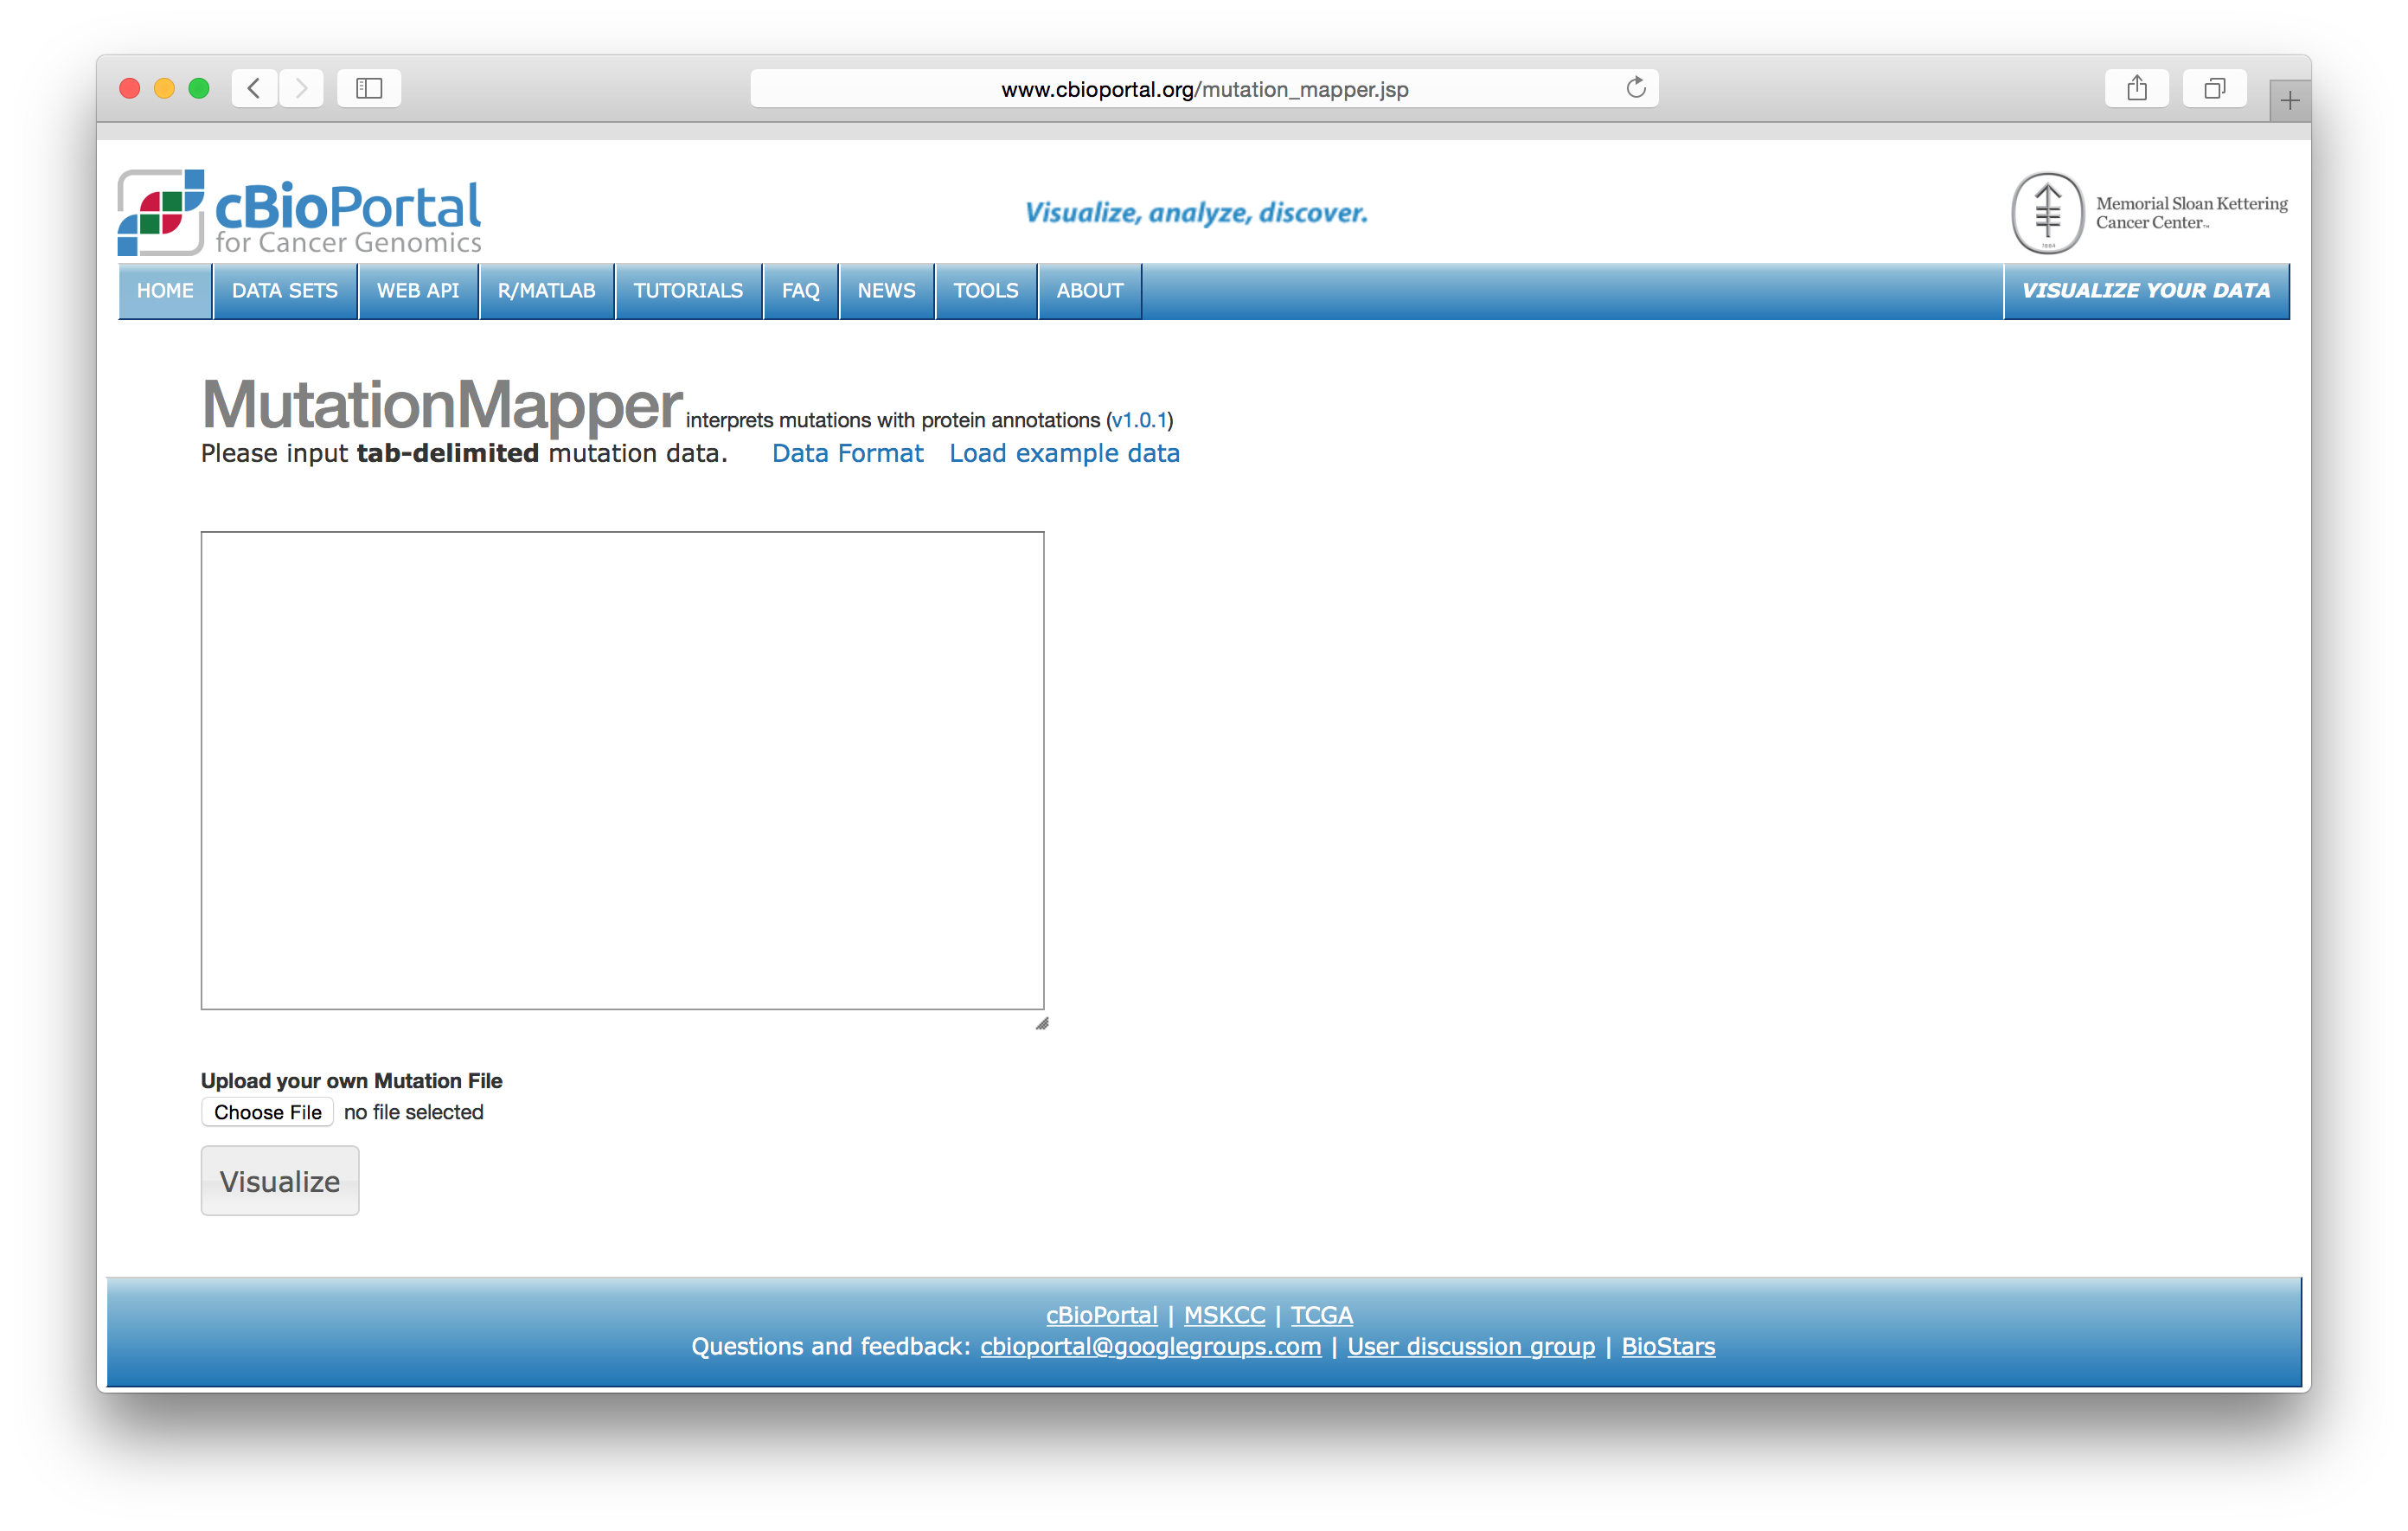 www.cbioportal.org/mutation_mapper.jsp
cBioPortal
for Cancer Genomics
Visualize, analyze, discover.
Memorial Sloan Kettering
Cancer Center™
1884
HOME DATA SETS WEB API R/MATLAB TUTORIALS FAQ NEWS TOOLS ABOUT VISUALIZE YOUR DATA
MutationMapper interprets mutations with protein annotations (v1.0.1)
Please input tab-delimited mutation data. Data Format Load example data
Upload your own Mutation File
Choose File no file selected
Visualize
cBioPortal | MSKCC | TCGA
Questions and feedback: cbioportal@googlegroups.com | User discussion group | BioStars